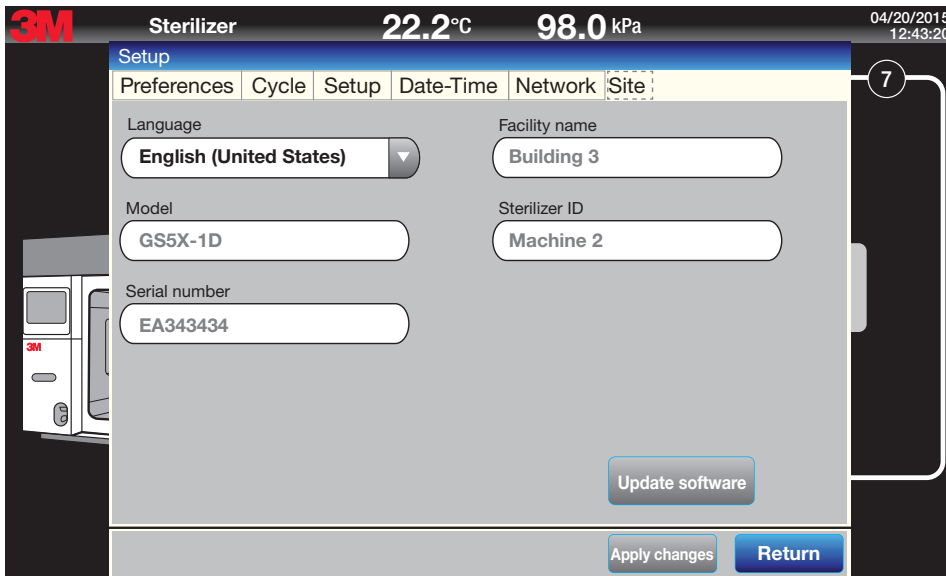 3M Sterilizer 22.2°C 98.0 kPa 04/20/2015
12:43:20
Setup
Preferences Cycle Setup Date-Time Network Site
7
Language
English (United States)
Facility name
Building 3
Model
GS5X-1D
Sterilizer ID
Machine 2
Serial number
EA343434
3M
Update software
Apply changes Return